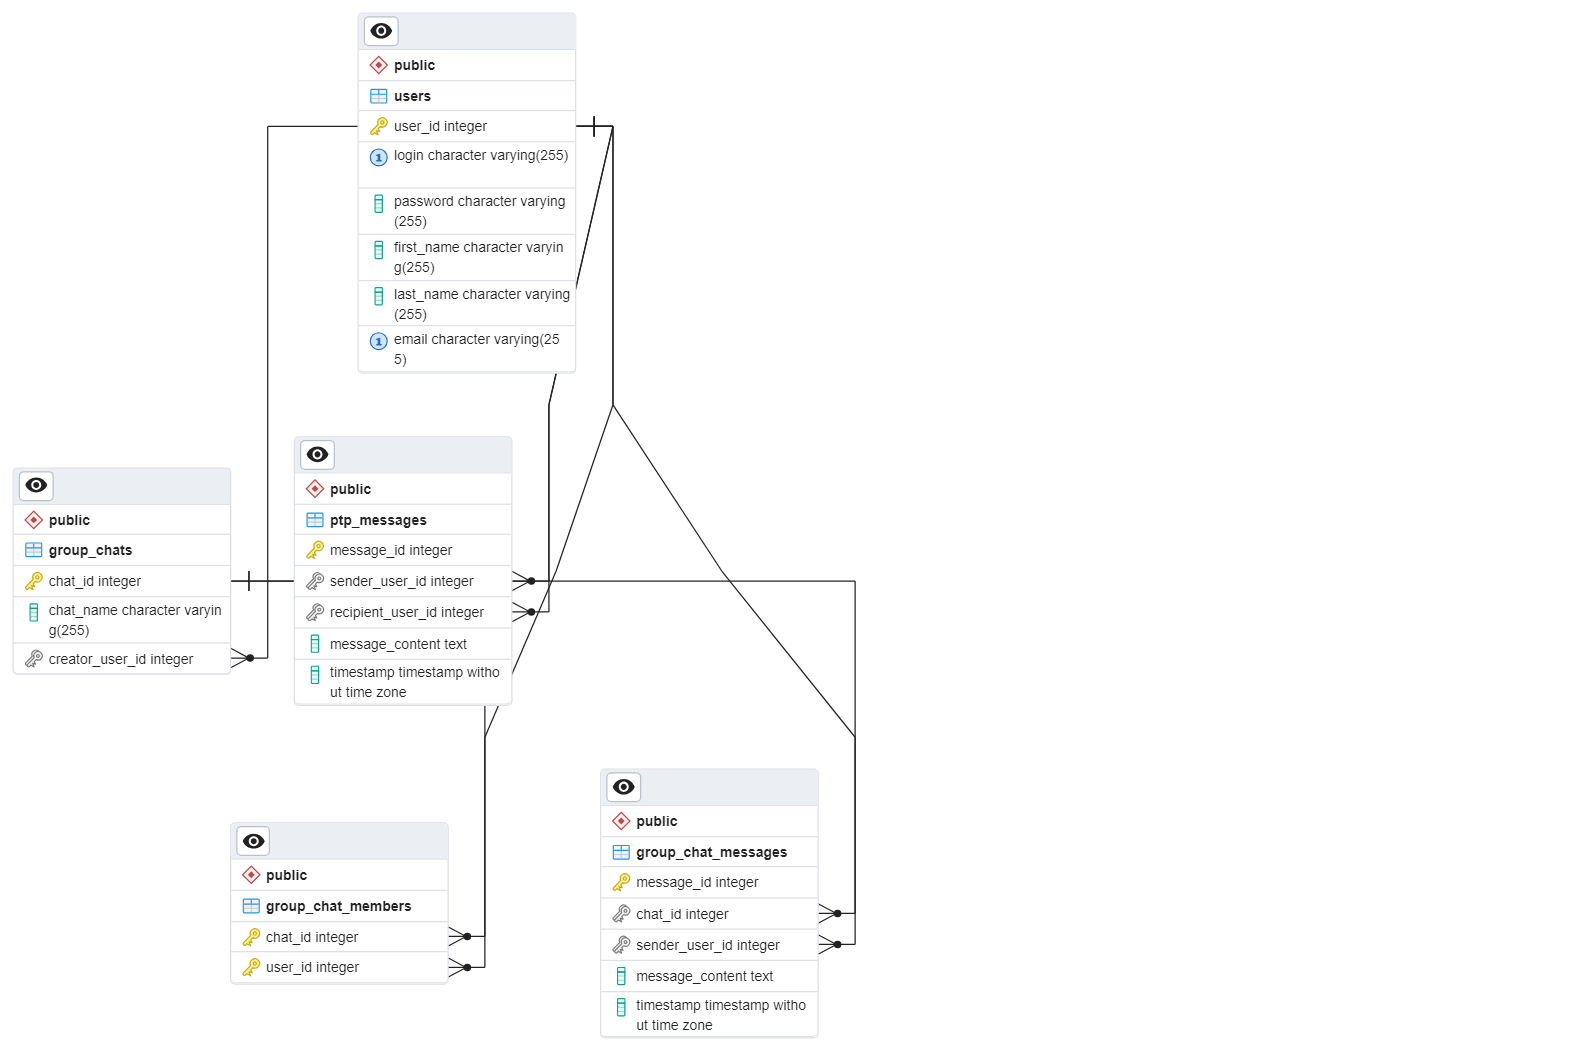 public
users
user_id integer
1 login character varying(255)
password character varying
(255)
first_name character varyin
g(255)
last_name character varying
(255)
1 email character varying(25
5)
public
ptp_messages
message_id integer
sender_user_id integer
recipient_user_id integer
message_content text
timestamp timestamp witho
ut time zone
public
group_chats
chat_id integer
chat_name character varyin
g(255)
creator_user_id integer
public
group_chat_members
chat_id integer
user_id integer
public
group_chat_messages
message_id integer
chat_id integer
sender_user_id integer
message_content text
timestamp timestamp witho
ut time zone